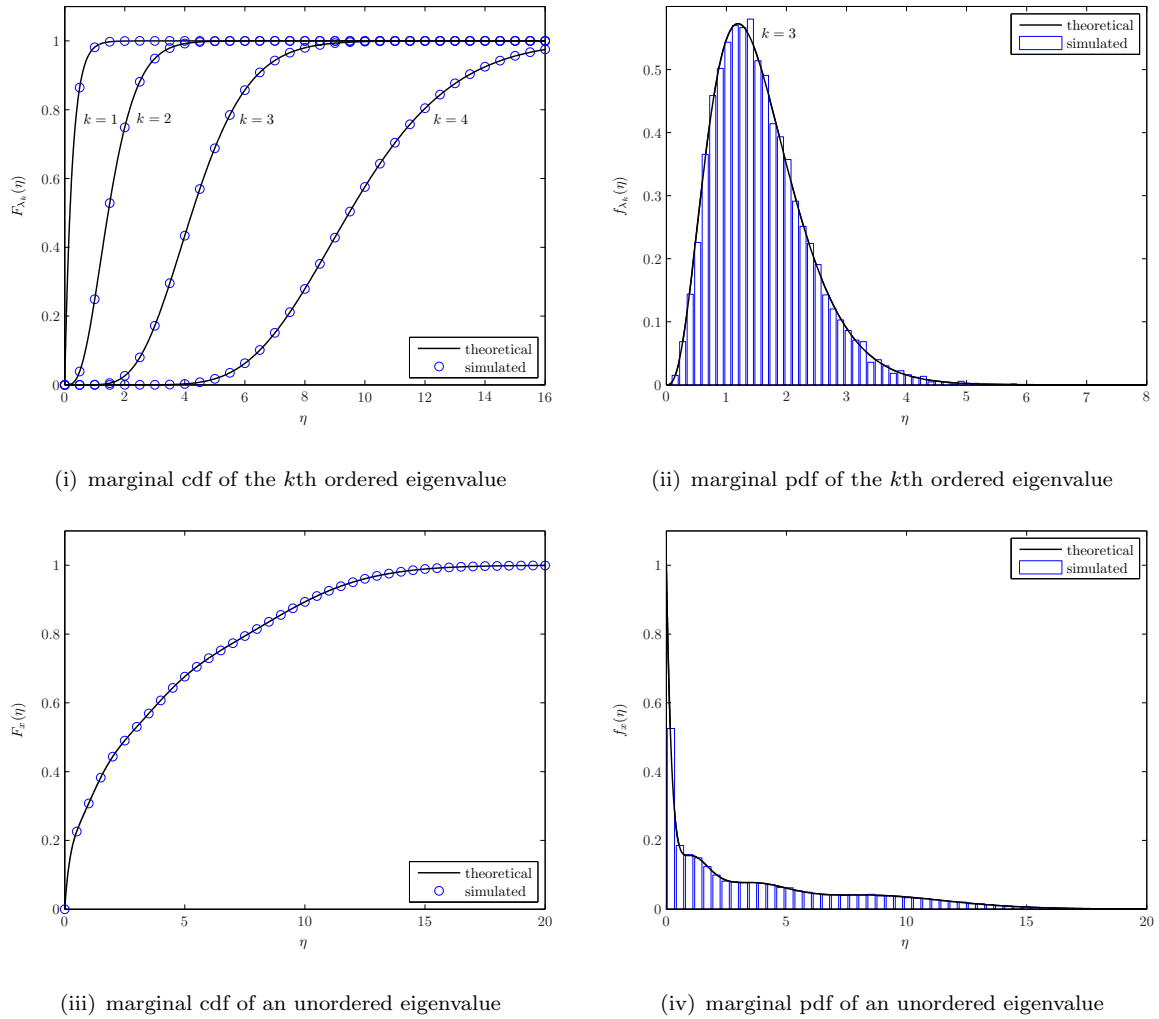 1
0.8
0.6
0.4
0.2
0
0 2 4 6 8 10 12 14 16
F_{λ_k}(η)
η
k = 1
k = 2
k = 3
k = 4
theoretical
simulated
(i) marginal cdf of the kth ordered eigenvalue
0.5
0.4
0.3
0.2
0.1
0
0 1 2 3 4 5 6 7 8
f_{λ_k}(η)
η
k = 3
theoretical
simulated
(ii) marginal pdf of the kth ordered eigenvalue
1
0.8
0.6
0.4
0.2
0
0 5 10 15 20
F_x(η)
η
theoretical
simulated
(iii) marginal cdf of an unordered eigenvalue
1
0.8
0.6
0.4
0.2
0
0 5 10 15 20
f_x(η)
η
theoretical
simulated
(iv) marginal pdf of an unordered eigenvalue